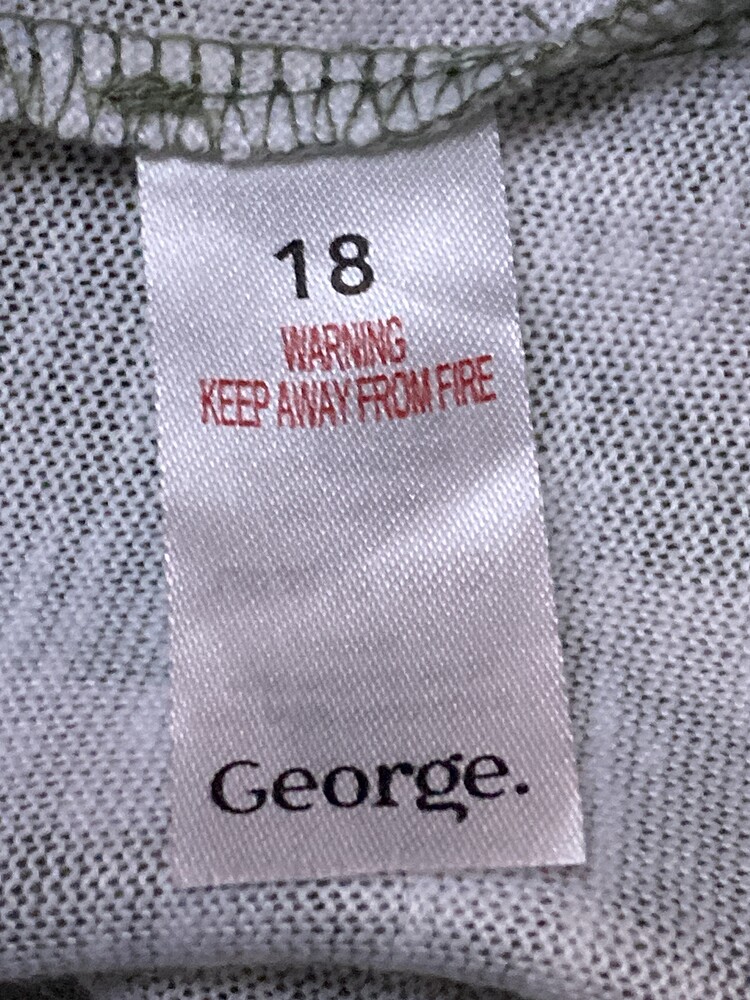 18
WARNING
KEEP AWAY FROM FIRE
George.